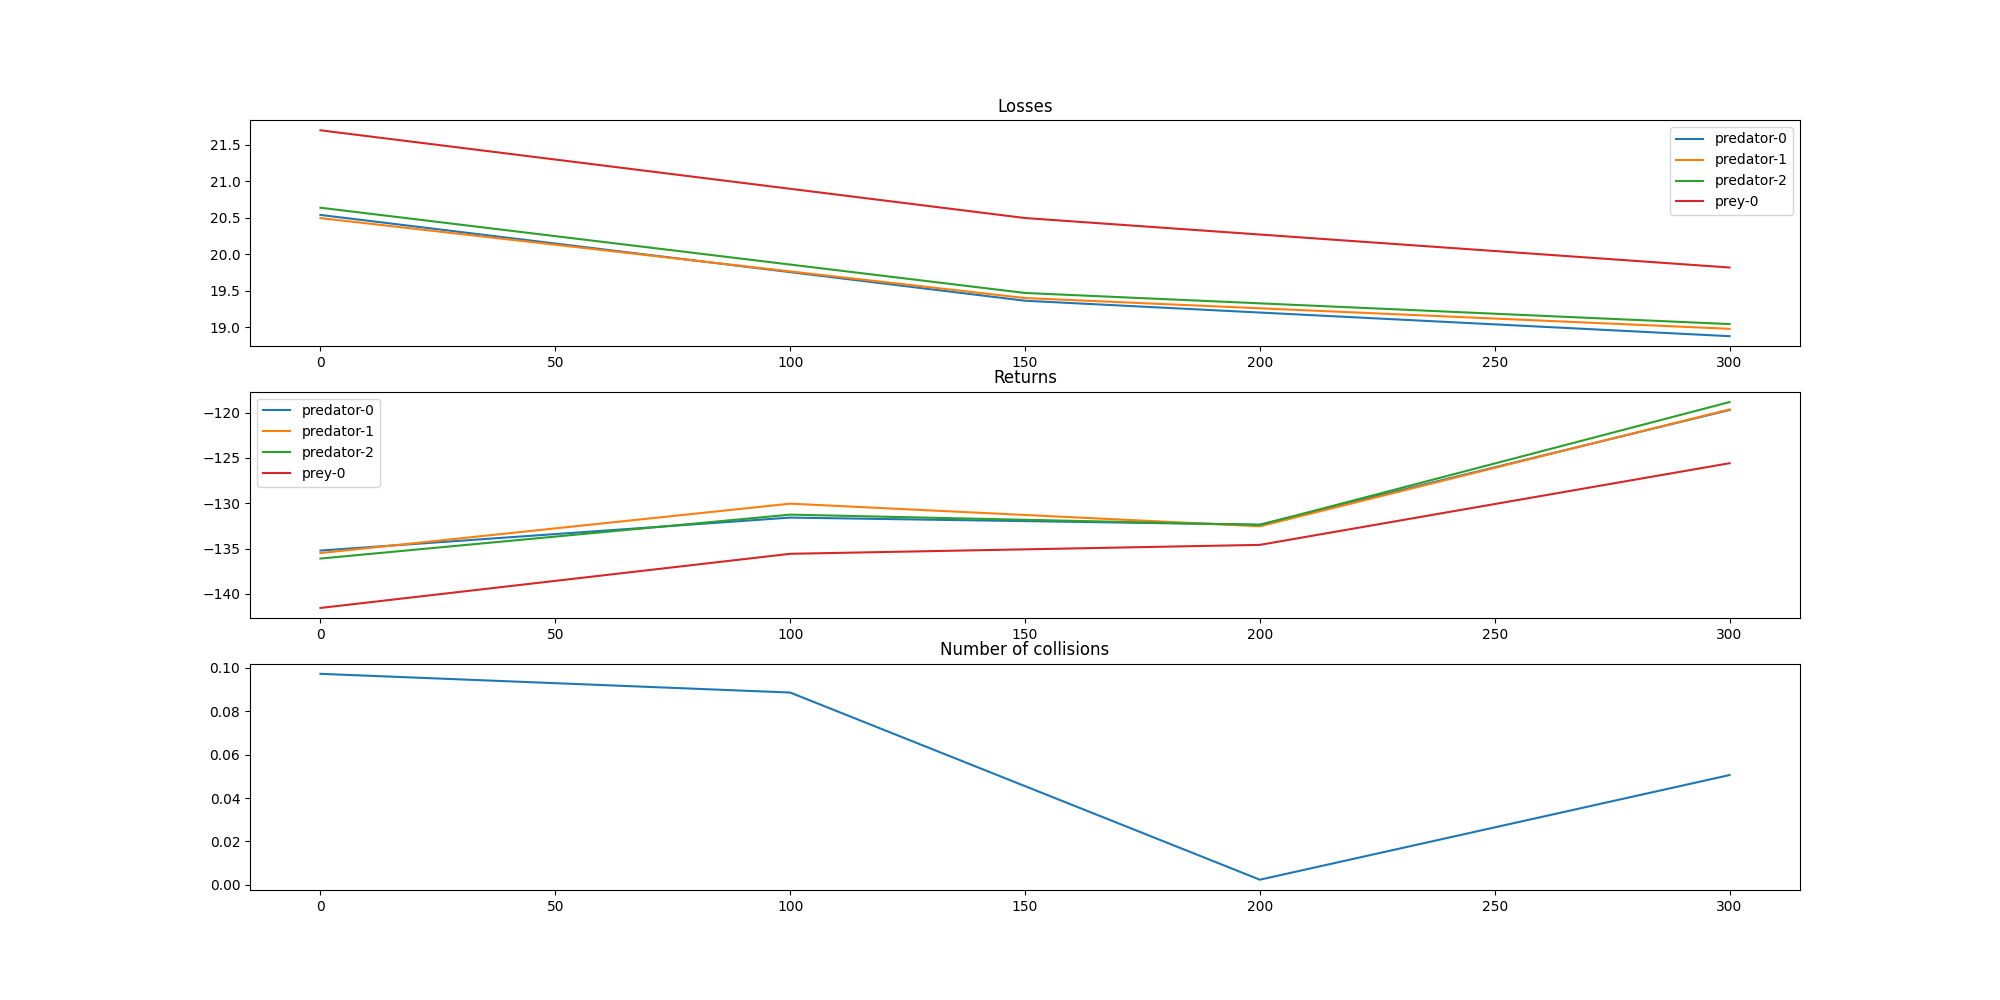 Losses
21.5
21.0
20.5
20.0
19.5
19.0
predator-0
predator-1
predator-2
prey-0
0 50 100 150 200 250 300
Returns
−120
−125
−130
−135
−140
predator-0
predator-1
predator-2
prey-0
0 50 100 150 200 250 300
Number of collisions
0.10
0.08
0.06
0.04
0.02
0.00
0 50 100 150 200 250 300